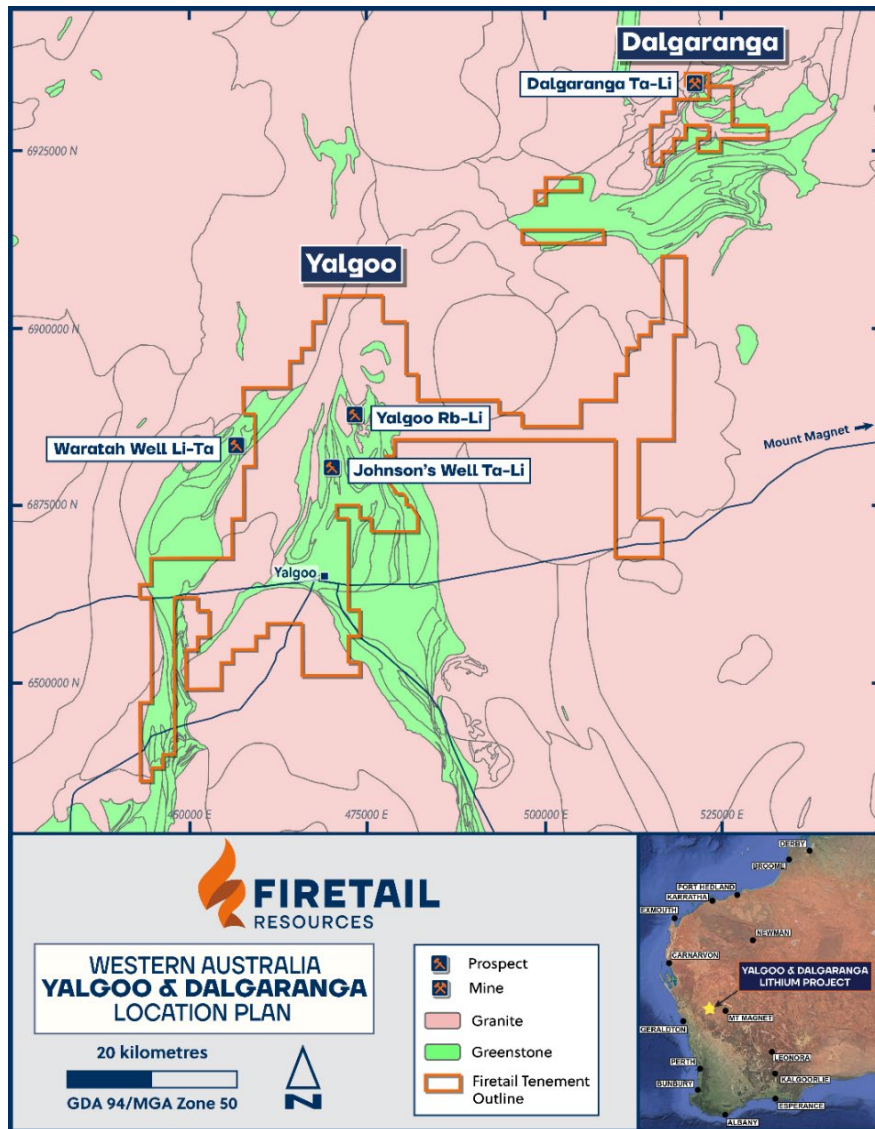 Dalgaranga
Dalgaranga Ta-Li
6925000 N
Yalgoo
6900000 N
Yalgoo Rb-Li
Waratah Well Li-Ta
Mount Magnet
Johnson's Well Ta-Li
6875000 N
Yalgoo
6500000 N
450000 E
475000 E
500000 E
525000 E
FIRETAIL
RESOURCES
WESTERN AUSTRALIA
YALGOO & DALGARANGA
LOCATION PLAN
20 kilometres
GDA 94/MGA Zone 50
N
Prospect
Mine
Granite
Greenstone
Firetail Tenement
Outline
DERBY
BROOME
PORT HEDLAND
KARRATHA
EXMOUTH
NEWMAN
CARNARVON
YALGOO & DALGARANGA
LITHIUM PROJECT
MT MAGNET
GERALDTON
LEONORA
PERTH
KALGOORLIE
BUNBURY
ESPERANCE
ALBANY